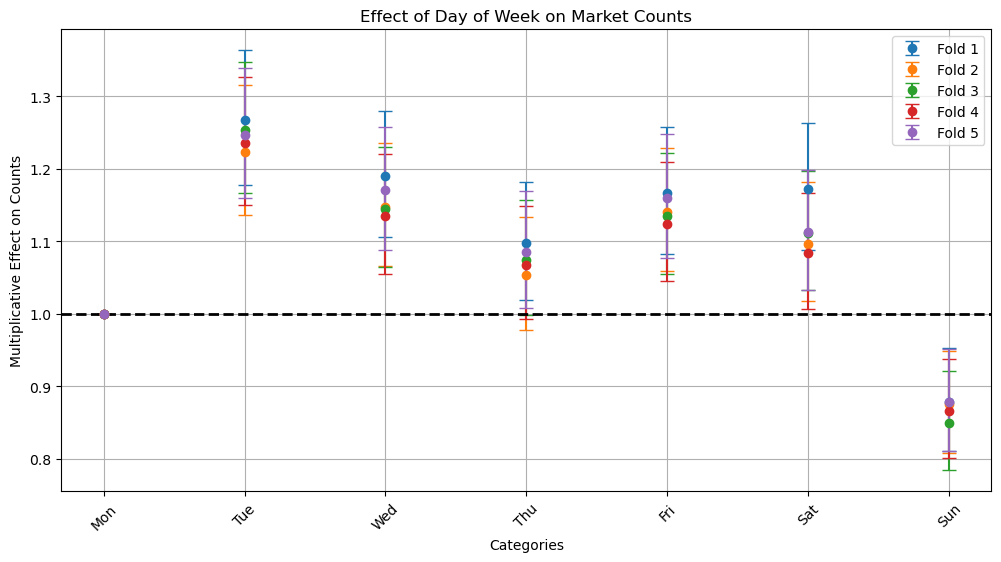 Effect of Day of Week on Market Counts
Multiplicative Effect on Counts
1.3
1.2
1.1
1.0
0.9
0.8
Fold 1
Fold 2
Fold 3
Fold 4
Fold 5
Mon
Tue
Wed
Thu
Fri
Sat
Sun
Categories